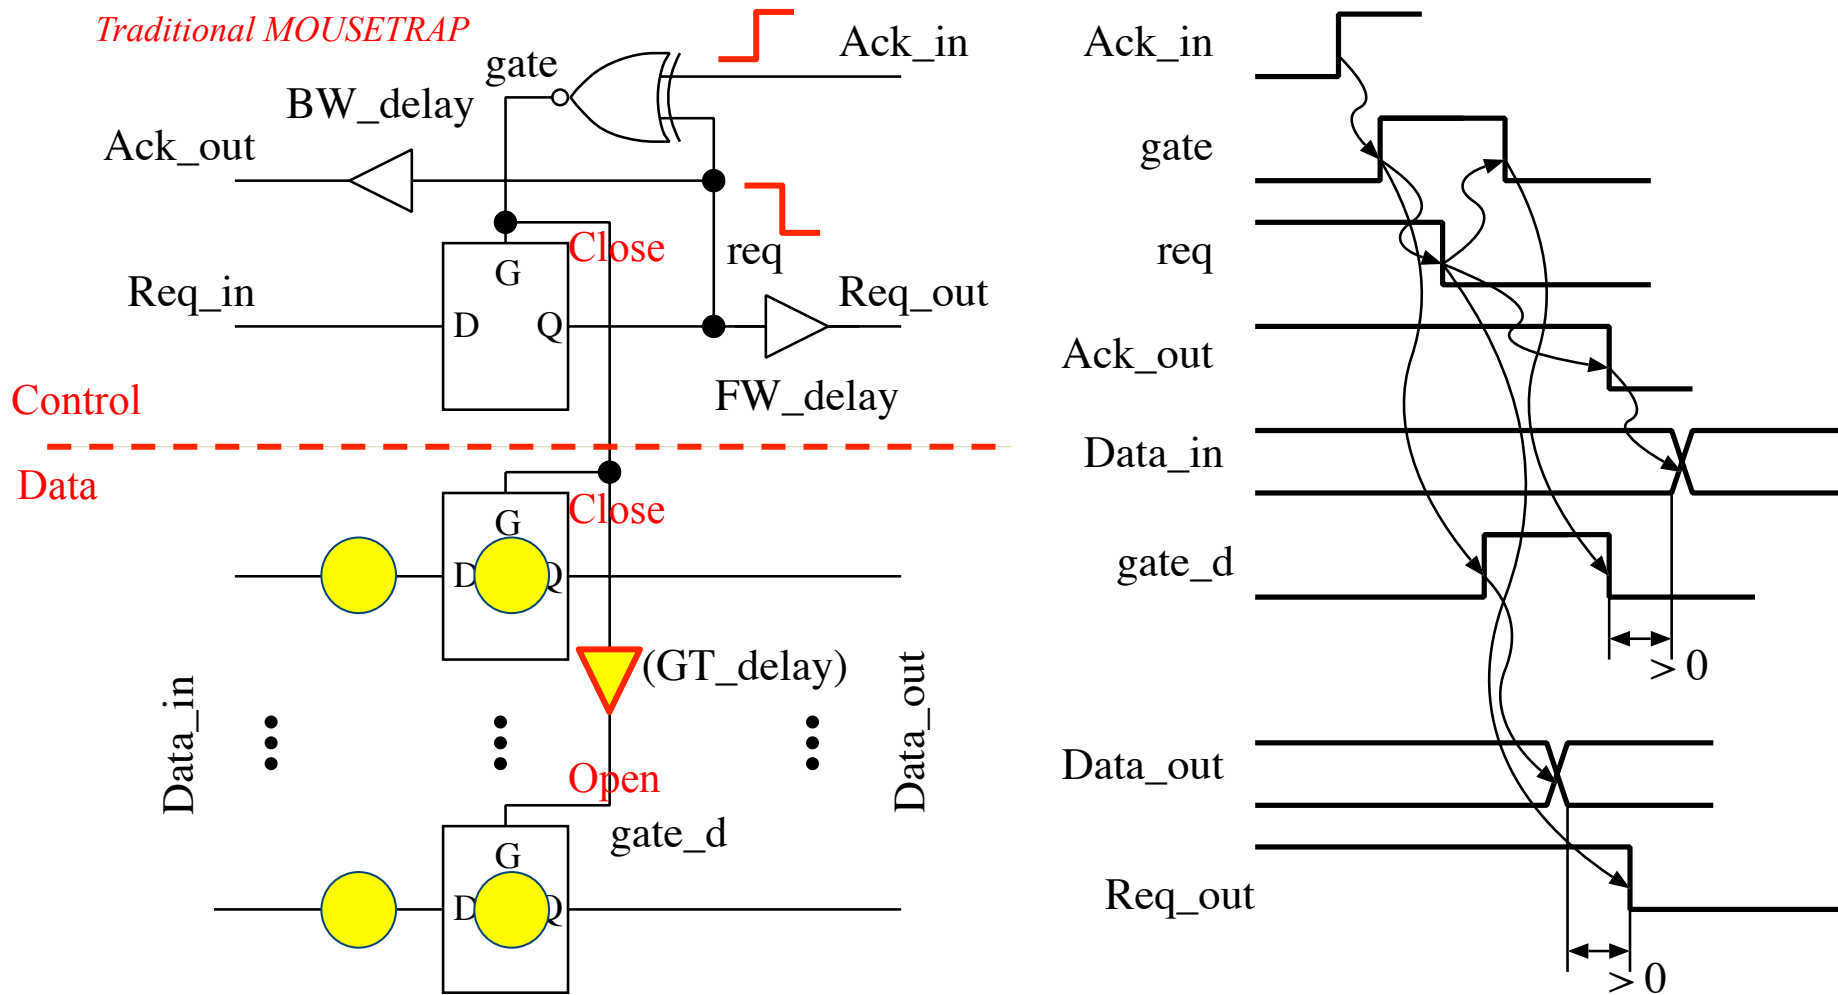 Traditional MOUSETRAP
gate
Ack_in
BW_delay
Ack_out
Close
req
G
Req_in
D
Q
Req_out
FW_delay
Control
Data
Close
G
D
Q
(GT_delay)
Data_in
Data_out
Open
gate_d
G
D
Q
Ack_in
gate
req
Ack_out
Data_in
gate_d
> 0
Data_out
Req_out
> 0